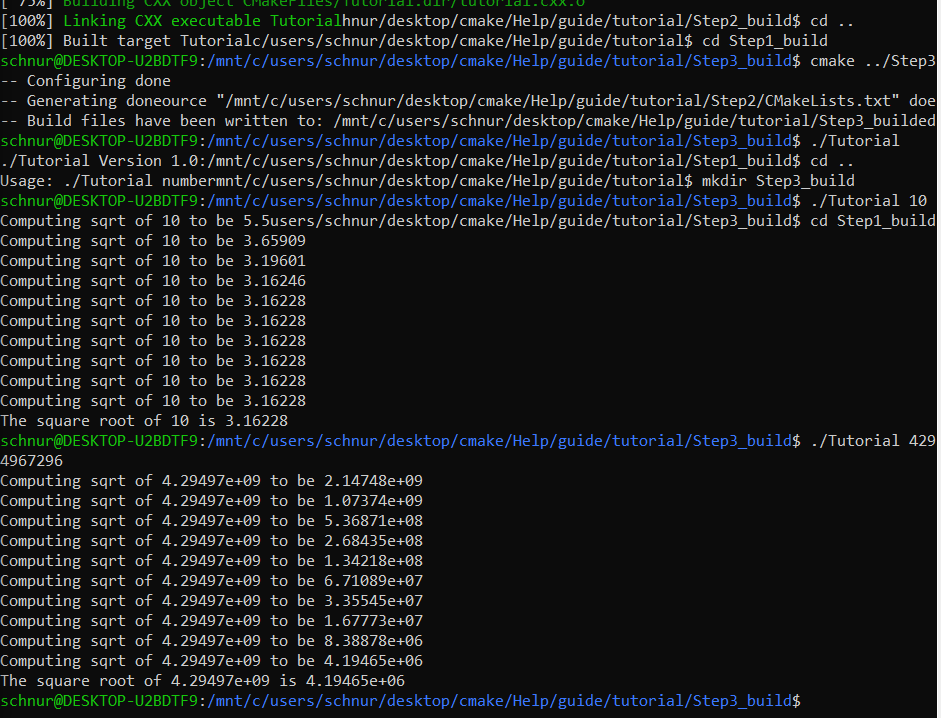 [ 75%] Building CXX object CMakeFiles/Tutorial.dir/tutorial.cxx.o
[100%] Linking CXX executable Tutorialhnur/desktop/cmake/Help/guide/tutorial/Step2_build$ cd ..
[100%] Built target Tutorialc/users/schnur/desktop/cmake/Help/guide/tutorial$ cd Step1_build
schnur@DESKTOP-U2BDTF9:/mnt/c/users/schnur/desktop/cmake/Help/guide/tutorial/Step3_build$ cmake ../Step3
-- Configuring done
-- Generating doneource "/mnt/c/users/schnur/desktop/cmake/Help/guide/tutorial/Step2/CMakeLists.txt" doe
-- Build files have been written to: /mnt/c/users/schnur/desktop/cmake/Help/guide/tutorial/Step3_builded
schnur@DESKTOP-U2BDTF9:/mnt/c/users/schnur/desktop/cmake/Help/guide/tutorial/Step3_build$ ./Tutorial
./Tutorial Version 1.0:/mnt/c/users/schnur/desktop/cmake/Help/guide/tutorial/Step1_build$ cd ..
Usage: ./Tutorial numbermnt/c/users/schnur/desktop/cmake/Help/guide/tutorial$ mkdir Step3_build
schnur@DESKTOP-U2BDTF9:/mnt/c/users/schnur/desktop/cmake/Help/guide/tutorial/Step3_build$ ./Tutorial 10
Computing sqrt of 10 to be 5.5users/schnur/desktop/cmake/Help/guide/tutorial/Step3_build$ cd Step1_build
Computing sqrt of 10 to be 3.65909
Computing sqrt of 10 to be 3.19601
Computing sqrt of 10 to be 3.16246
Computing sqrt of 10 to be 3.16228
Computing sqrt of 10 to be 3.16228
Computing sqrt of 10 to be 3.16228
Computing sqrt of 10 to be 3.16228
Computing sqrt of 10 to be 3.16228
Computing sqrt of 10 to be 3.16228
The square root of 10 is 3.16228
schnur@DESKTOP-U2BDTF9:/mnt/c/users/schnur/desktop/cmake/Help/guide/tutorial/Step3_build$ ./Tutorial 429
4967296
Computing sqrt of 4.29497e+09 to be 2.14748e+09
Computing sqrt of 4.29497e+09 to be 1.07374e+09
Computing sqrt of 4.29497e+09 to be 5.36871e+08
Computing sqrt of 4.29497e+09 to be 2.68435e+08
Computing sqrt of 4.29497e+09 to be 1.34218e+08
Computing sqrt of 4.29497e+09 to be 6.71089e+07
Computing sqrt of 4.29497e+09 to be 3.35545e+07
Computing sqrt of 4.29497e+09 to be 1.67773e+07
Computing sqrt of 4.29497e+09 to be 8.38878e+06
Computing sqrt of 4.29497e+09 to be 4.19465e+06
The square root of 4.29497e+09 is 4.19465e+06
schnur@DESKTOP-U2BDTF9:/mnt/c/users/schnur/desktop/cmake/Help/guide/tutorial/Step3_build$